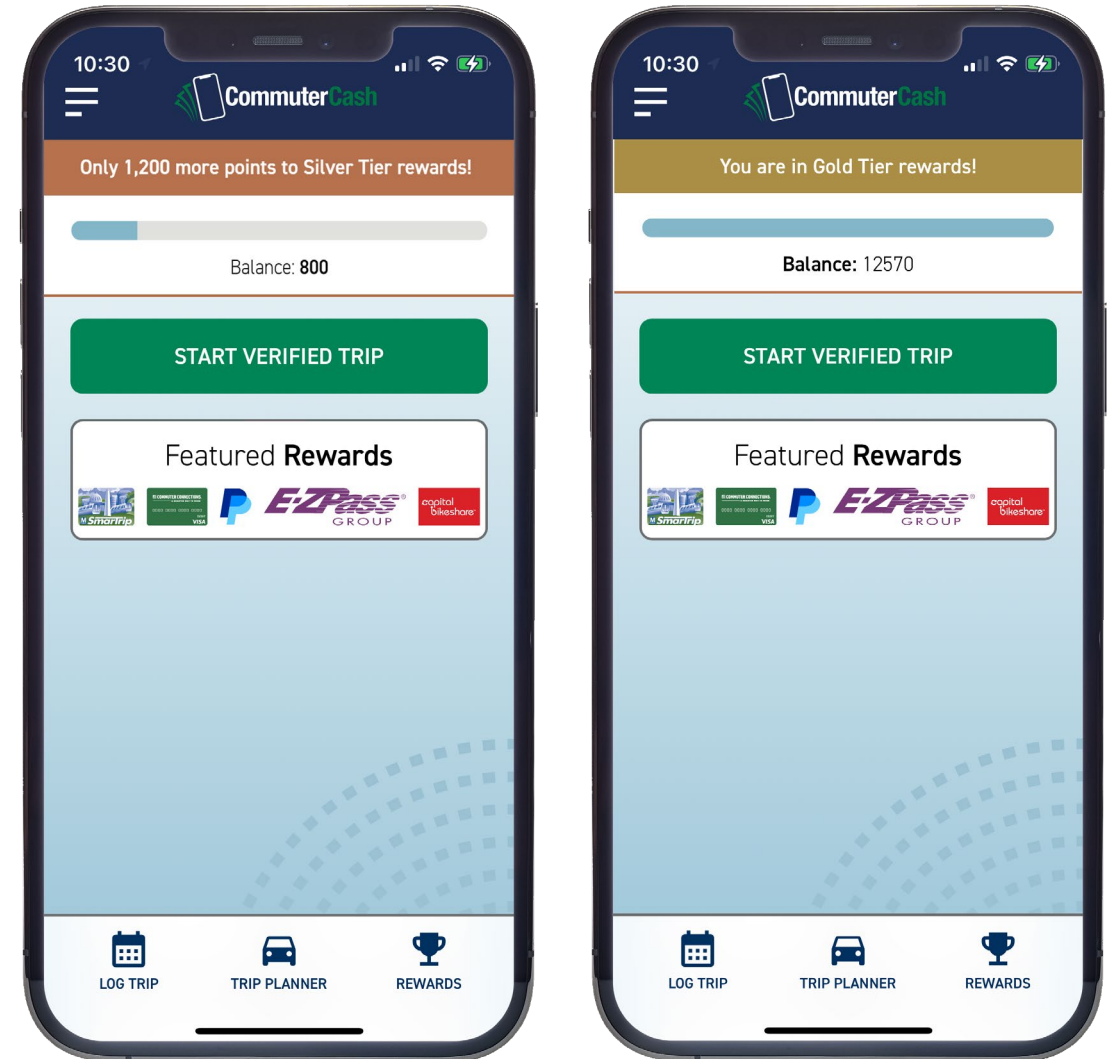 10:30
CommuterCash
Only 1,200 more points to Silver Tier rewards!
Balance: 800
START VERIFIED TRIP
Featured Rewards
SmarTrip
COMMUTER CONNECTIONS
VISA
E-ZPass
GROUP
capital
bikeshare
LOG TRIP
TRIP PLANNER
REWARDS
10:30
CommuterCash
You are in Gold Tier rewards!
Balance: 12570
START VERIFIED TRIP
Featured Rewards
SmarTrip
COMMUTER CONNECTIONS
VISA
E-ZPass
GROUP
capital
bikeshare
LOG TRIP
TRIP PLANNER
REWARDS